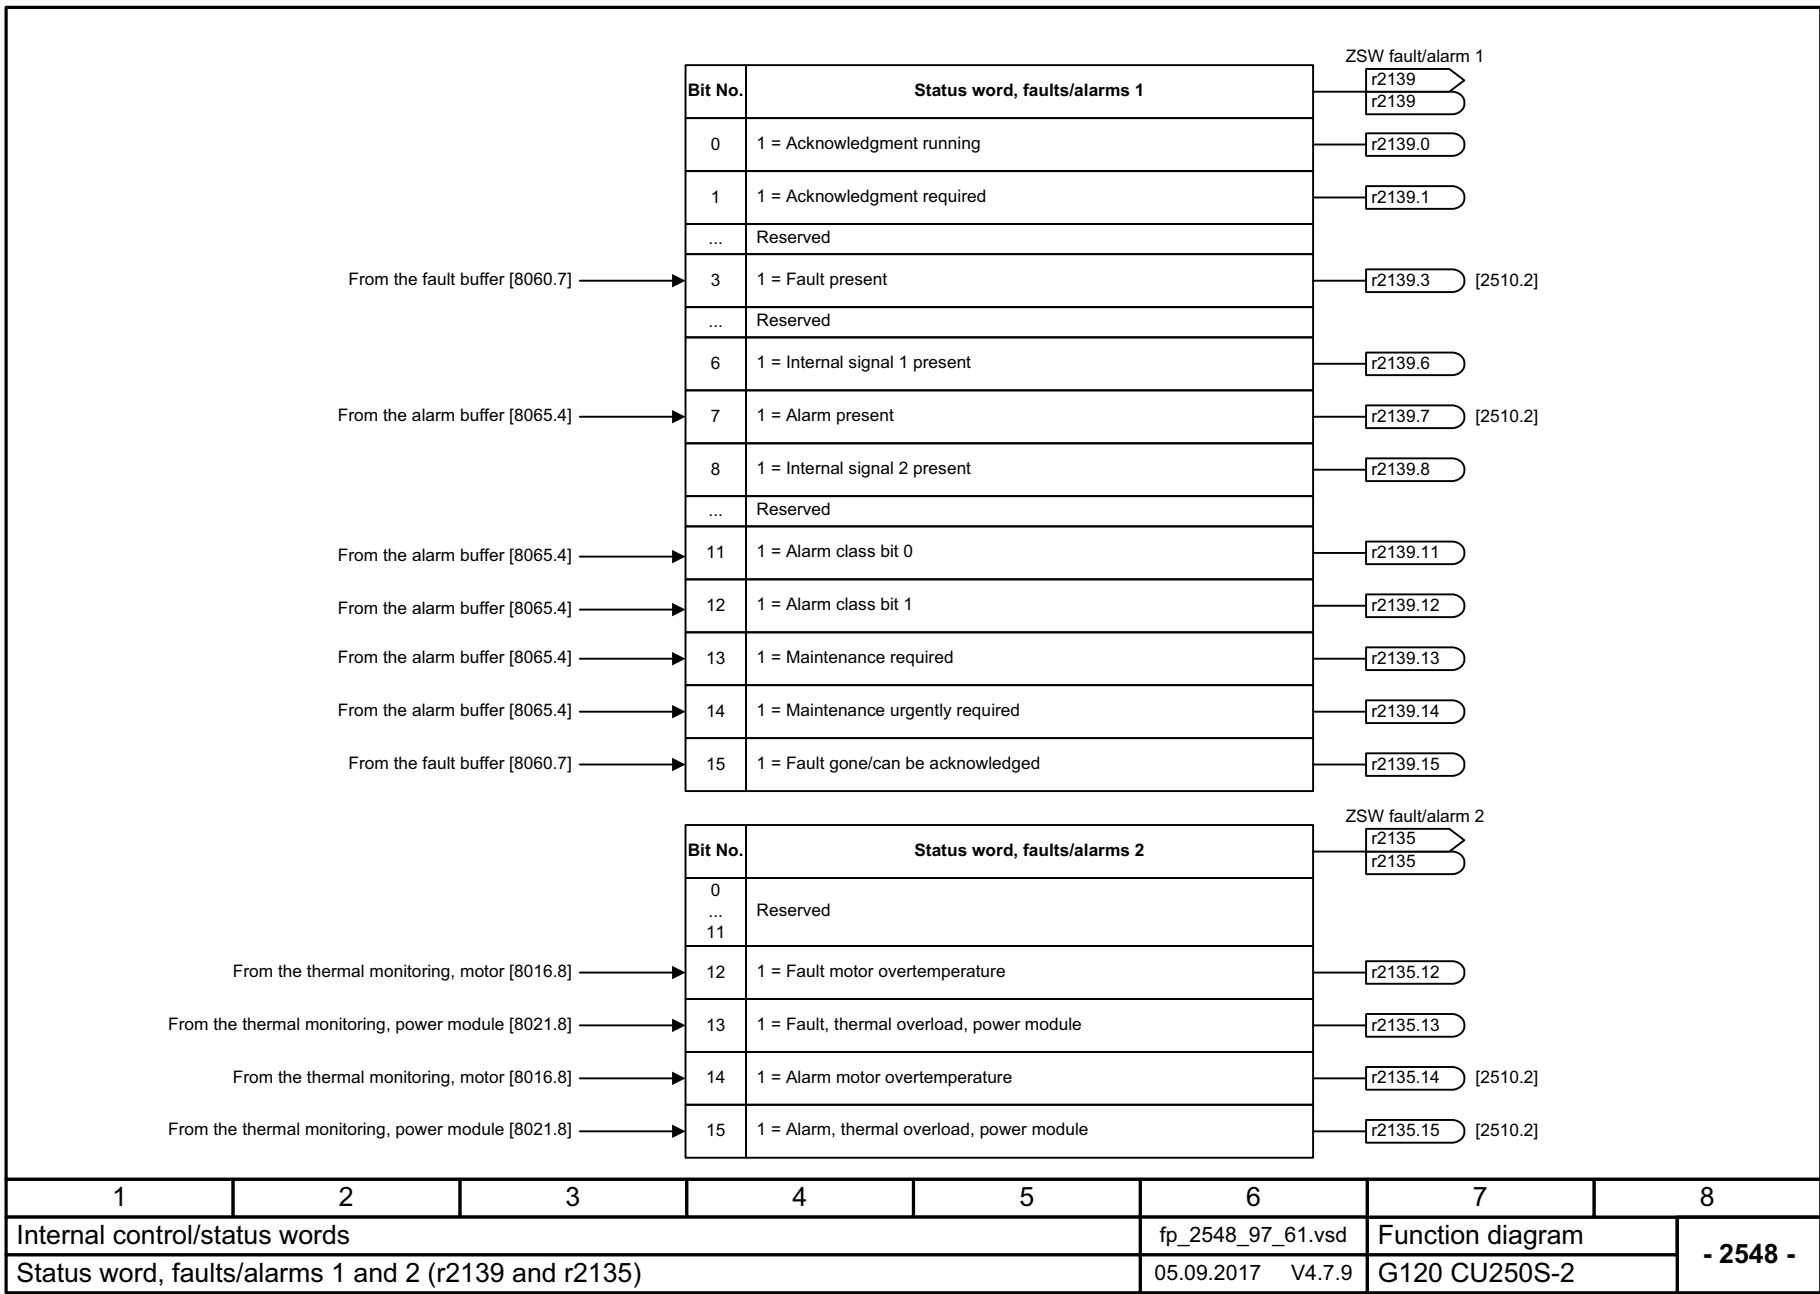 ZSW fault/alarm 1
Bit No. Status word, faults/alarms 1 r2139
r2139
0 1 = Acknowledgment running r2139.0
1 1 = Acknowledgment required r2139.1
... Reserved
From the fault buffer [8060.7] 3 1 = Fault present r2139.3 [2510.2]
... Reserved
6 1 = Internal signal 1 present r2139.6
From the alarm buffer [8065.4] 7 1 = Alarm present r2139.7 [2510.2]
8 1 = Internal signal 2 present r2139.8
... Reserved
From the alarm buffer [8065.4] 11 1 = Alarm class bit 0 r2139.11
From the alarm buffer [8065.4] 12 1 = Alarm class bit 1 r2139.12
From the alarm buffer [8065.4] 13 1 = Maintenance required r2139.13
From the alarm buffer [8065.4] 14 1 = Maintenance urgently required r2139.14
From the fault buffer [8060.7] 15 1 = Fault gone/can be acknowledged r2139.15
ZSW fault/alarm 2
Bit No. Status word, faults/alarms 2 r2135
r2135
0
... Reserved
11
From the thermal monitoring, motor [8016.8] 12 1 = Fault motor overtemperature r2135.12
From the thermal monitoring, power module [8021.8] 13 1 = Fault, thermal overload, power module r2135.13
From the thermal monitoring, motor [8016.8] 14 1 = Alarm motor overtemperature r2135.14 [2510.2]
From the thermal monitoring, power module [8021.8] 15 1 = Alarm, thermal overload, power module r2135.15 [2510.2]
1 2 3 4 5 6 7 8
Internal control/status words fp_2548_97_61.vsd Function diagram - 2548 -
Status word, faults/alarms 1 and 2 (r2139 and r2135) 05.09.2017 V4.7.9 G120 CU250S-2